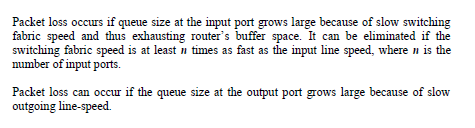 Packet loss occurs if queue size at the input port grows large because of slow switching
fabric speed and thus exhausting router's buffer space. It can be eliminated if the
switching fabric speed is at least n times as fast as the input line speed, where n is the
number of input ports.
Packet loss can occur if the queue size at the output port grows large because of slow
outgoing line-speed.